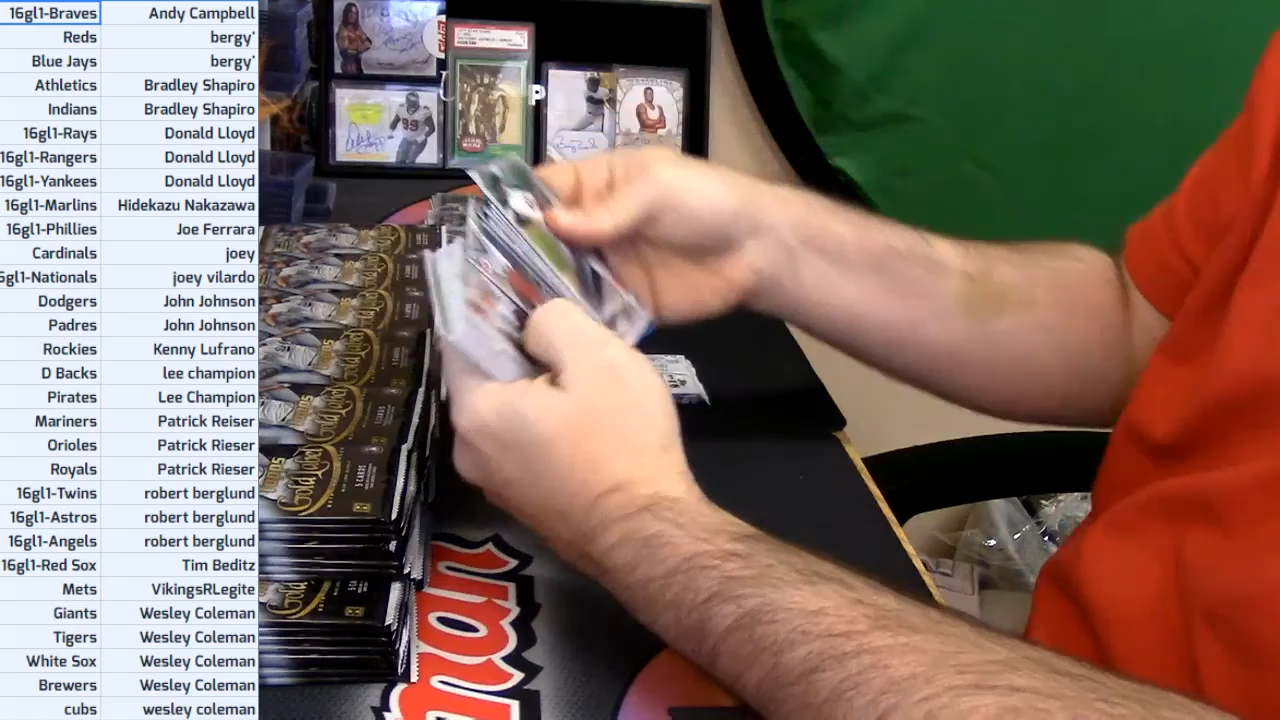 16gl1-Braves Andy Campbell
Reds bergy'
Blue Jays bergy'
Athletics Bradley Shapiro
Indians Bradley Shapiro
16gl1-Rays Donald Lloyd
16gl1-Rangers Donald Lloyd
16gl1-Yankees Donald Lloyd
16gl1-Marlins Hidekazu Nakazawa
16gl1-Phillies Joe Ferrara
Cardinals joey
6gl1-Nationals joey vilardo
Dodgers John Johnson
Padres John Johnson
Rockies Kenny Lufrano
D Backs lee champion
Pirates Lee Champion
Mariners Patrick Reiser
Orioles Patrick Rieser
Royals Patrick Rieser
16gl1-Twins robert berglund
16gl1-Astros robert berglund
16gl1-Angels robert berglund
16gl1-Red Sox Tim Beditz
Mets VikingsRLegite
Giants Wesley Coleman
Tigers Wesley Coleman
White Sox Wesley Coleman
Brewers Wesley Coleman
cubs wesley coleman
Gold Label
5 CARDS
man